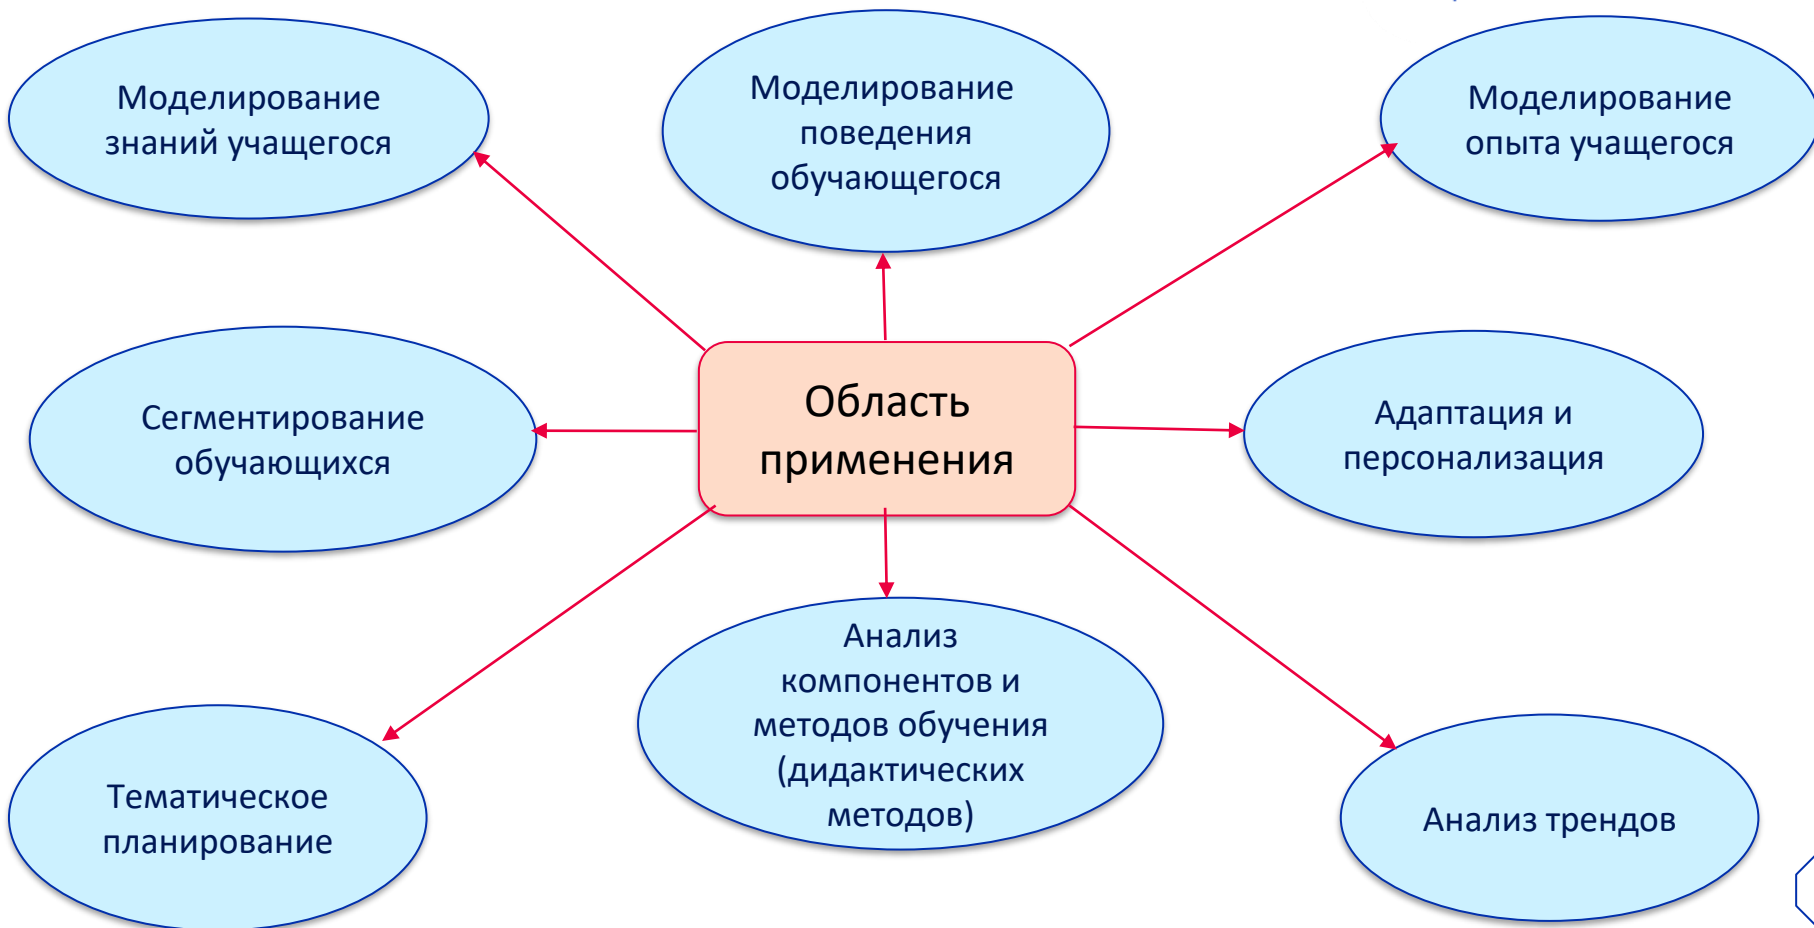 Моделирование
знаний учащегося
Моделирование
поведения
обучающегося
Моделирование
опыта учащегося
Сегментирование
обучающихся
Область
применения
Адаптация и
персонализация
Тематическое
планирование
Анализ
компонентов и
методов обучения
(дидактических
методов)
Анализ трендов